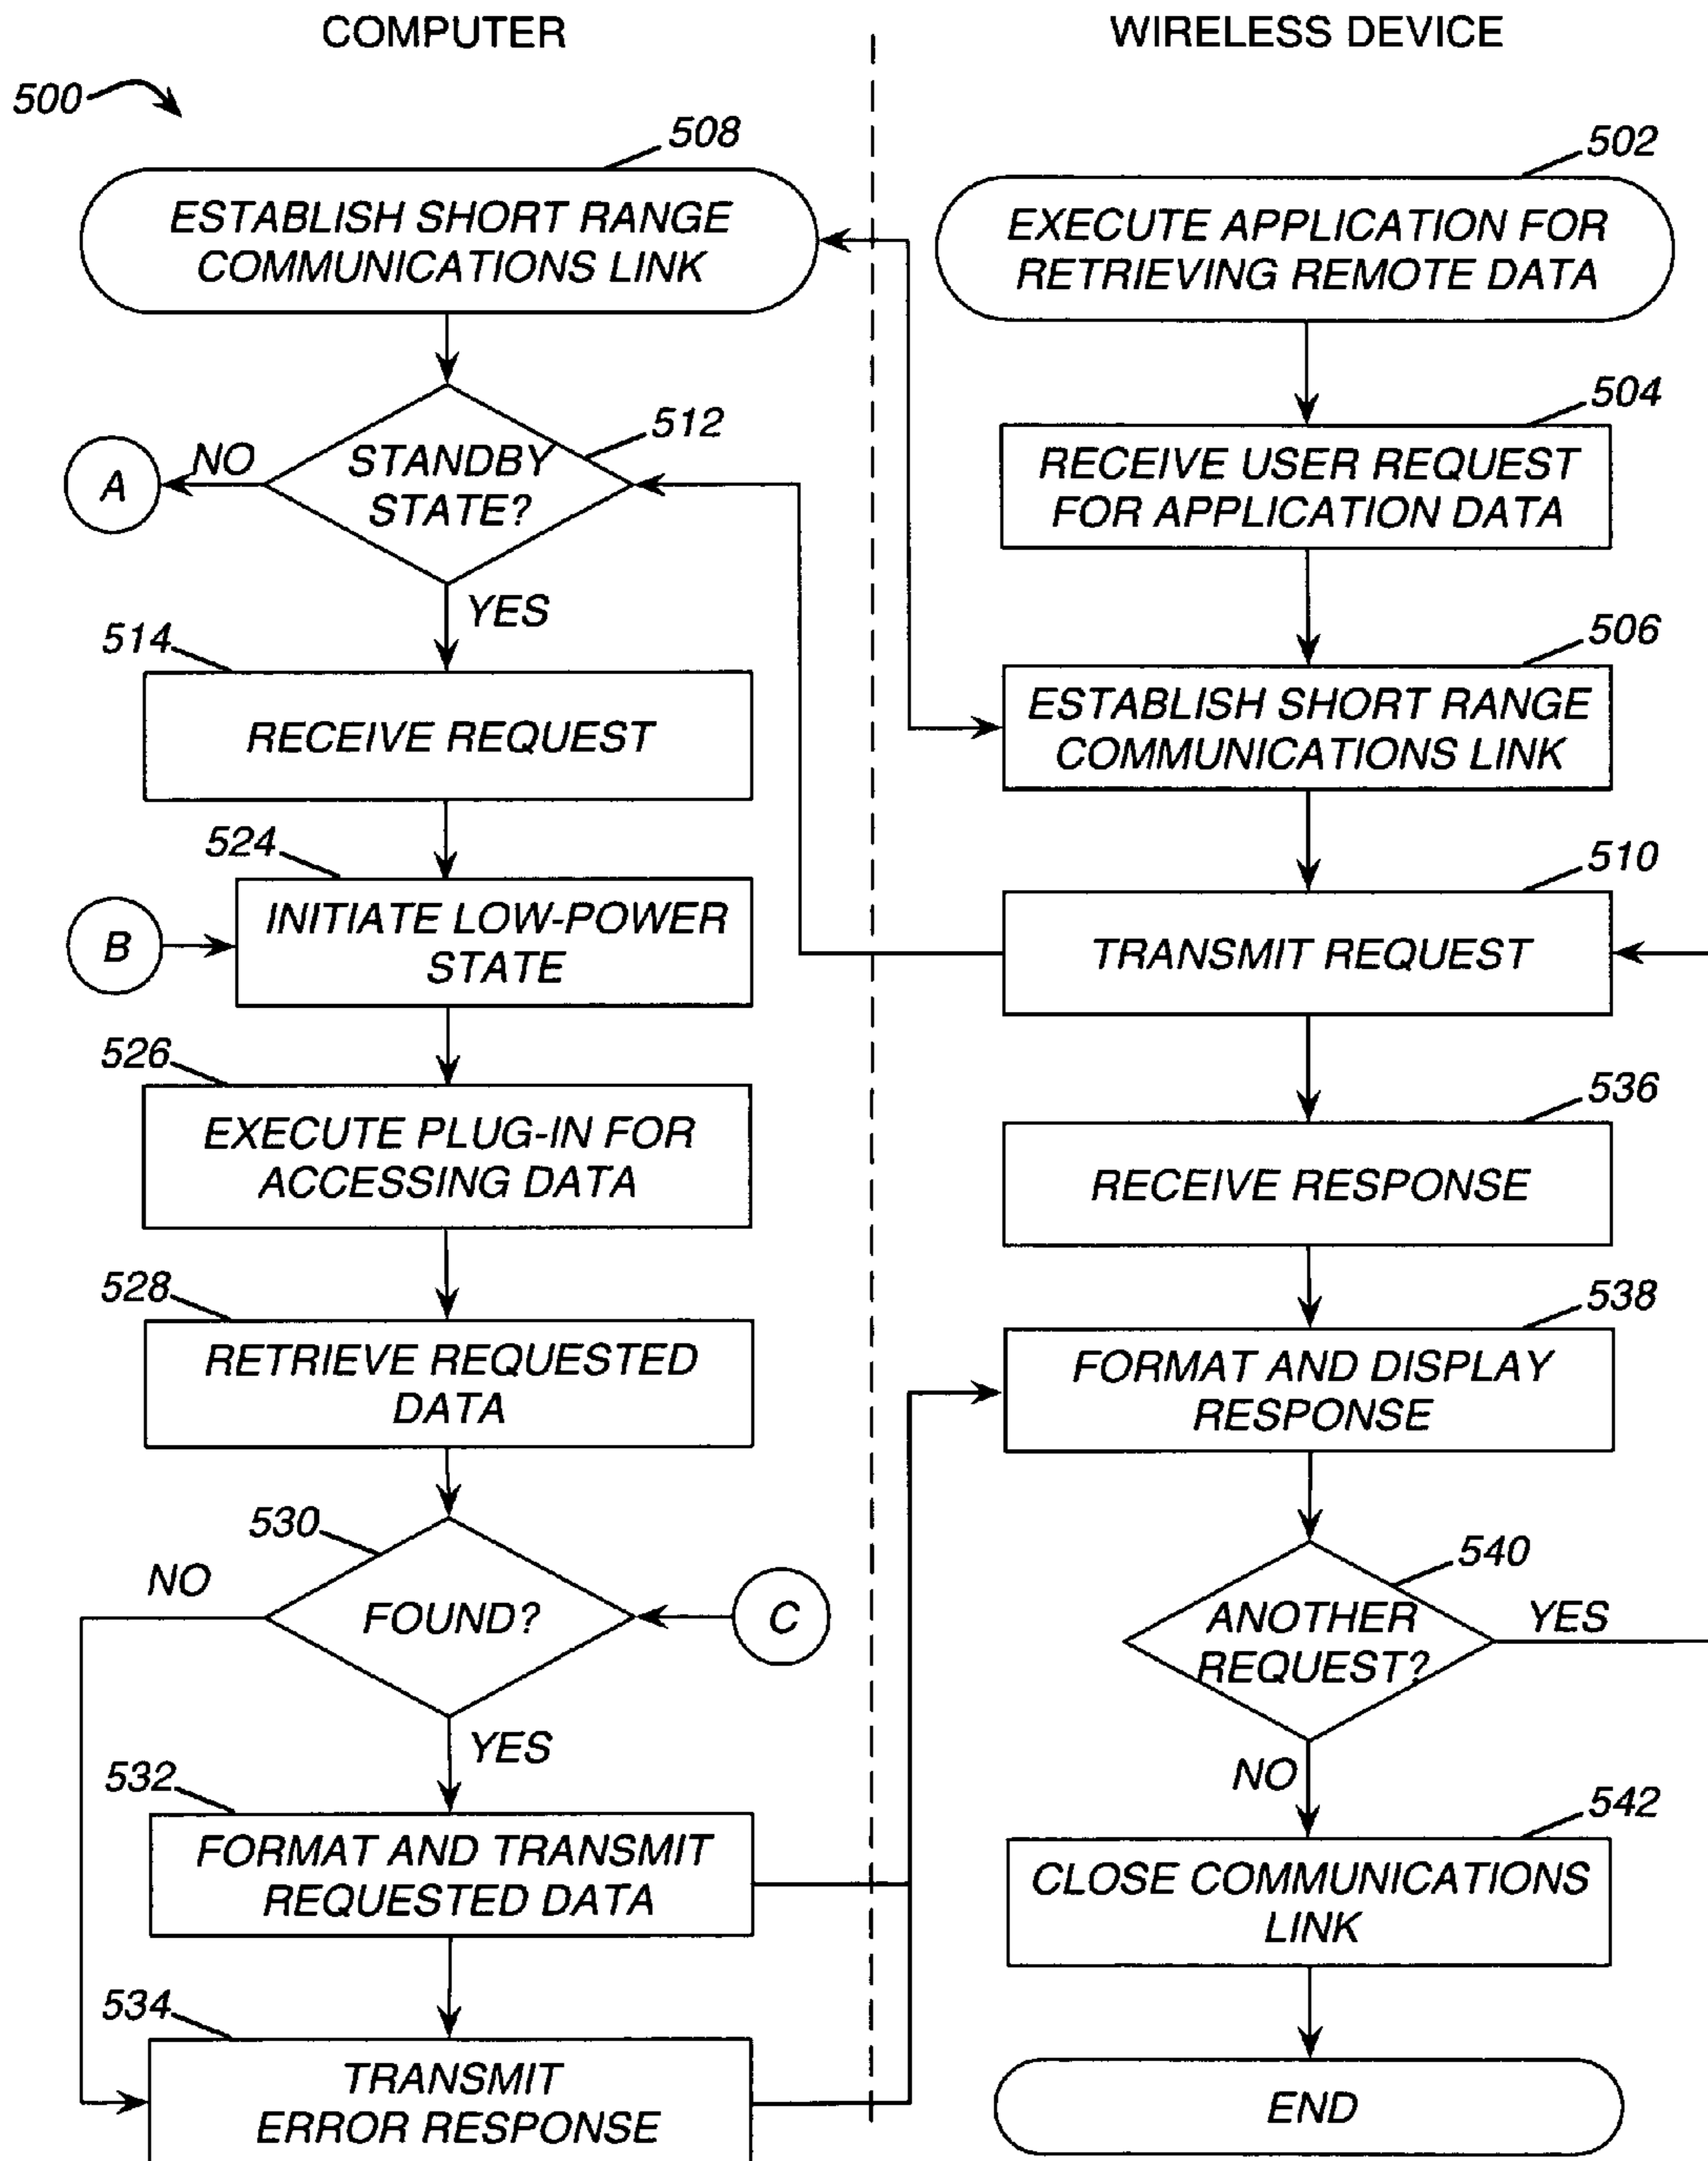 COMPUTER
WIRELESS DEVICE
500
508
ESTABLISH SHORT RANGE
COMMUNICATIONS LINK
502
EXECUTE APPLICATION FOR
RETRIEVING REMOTE DATA
512
STANDBY
STATE?
NO
A
YES
504
RECEIVE USER REQUEST
FOR APPLICATION DATA
514
RECEIVE REQUEST
506
ESTABLISH SHORT RANGE
COMMUNICATIONS LINK
524
INITIATE LOW-POWER
STATE
B
510
TRANSMIT REQUEST
526
EXECUTE PLUG-IN FOR
ACCESSING DATA
536
RECEIVE RESPONSE
528
RETRIEVE REQUESTED
DATA
538
FORMAT AND DISPLAY
RESPONSE
530
NO
FOUND?
C
YES
540
ANOTHER
REQUEST?
YES
NO
532
FORMAT AND TRANSMIT
REQUESTED DATA
542
CLOSE COMMUNICATIONS
LINK
534
TRANSMIT
ERROR RESPONSE
END